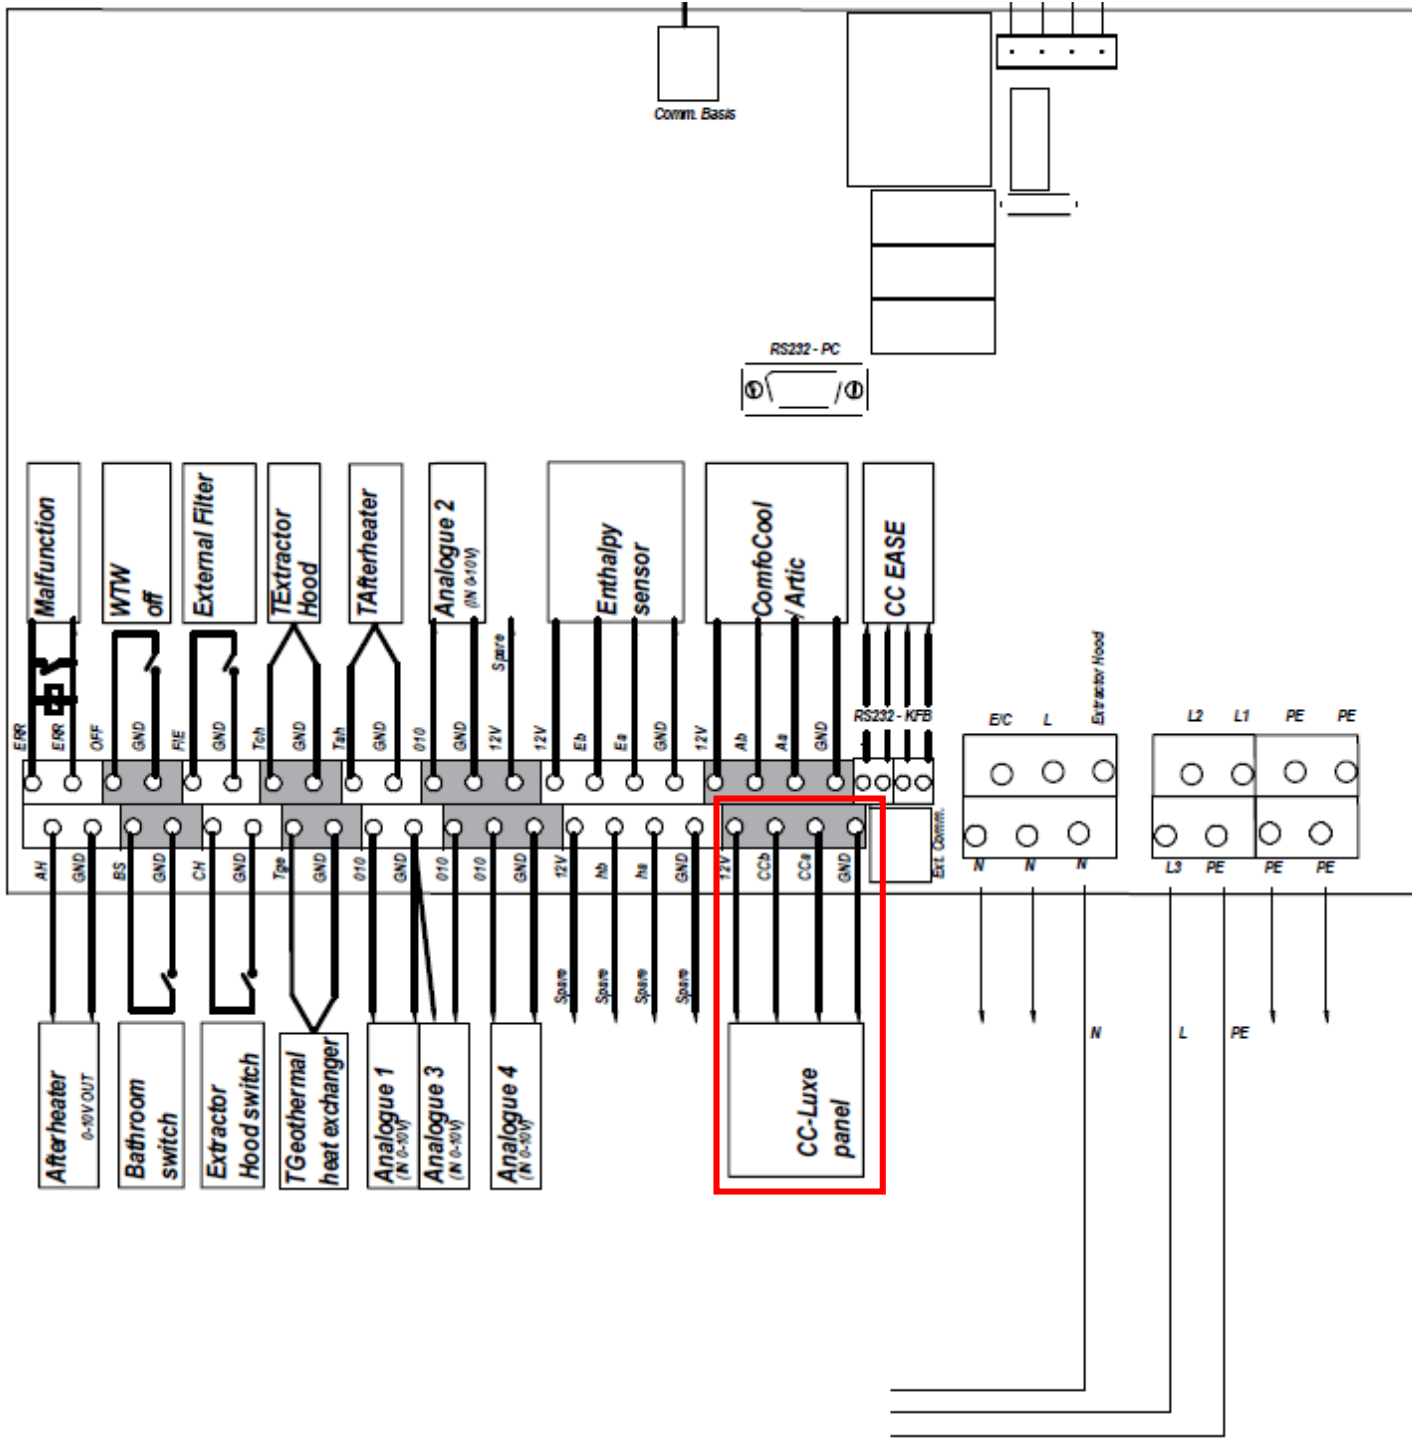 Comm. Basis
RS232 - PC
Malfunction
WTW
off
External Filter
TExtractor
Hood
TAfterheater
Analogue 2
(IN 0-10V)
Spare
Enthalpy
sensor
ComfoCool
/ Artic
CC EASE
RS232 - KFB
ERR
ERR
OFF
GND
FIE
GND
Tch
GND
Tah
GND
010
GND
12V
12V
Eb
Ea
GND
12V
Ab
Aa
GND
E/C
L
Extractor Hood
L2
L1
PE
PE
AH
GND
BS
GND
CH
GND
Tge
GND
010
GND
010
010
GND
12V
hb
ha
GND
12V
CCb
CCa
GND
Ext. Comm.
N
N
N
L3
PE
PE
PE
Spare
Spare
Spare
Spare
N
L
PE
Afterheater
0-10V OUT
Bathroom
switch
Extractor
Hood switch
TGeothermal
heat exchanger
Analogue 1
(IN 0-10V)
Analogue 3
(IN 0-10V)
Analogue 4
(IN 0-10V)
CC-Luxe
panel